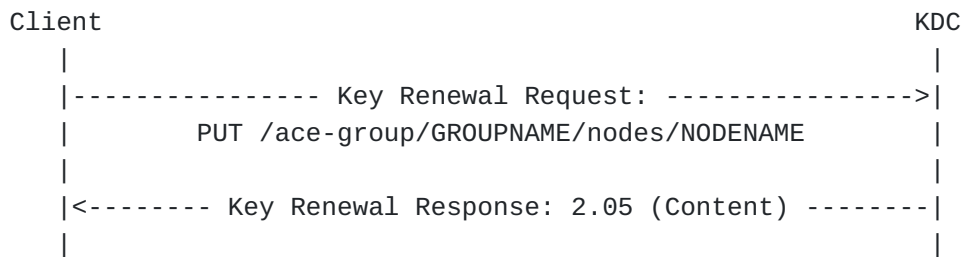 Client                                                   KDC
   |                                                      |
   |---------------- Key Renewal Request: --------------->|
   |        PUT /ace-group/GROUPNAME/nodes/NODENAME        |
   |                                                      |
   |<-------- Key Renewal Response: 2.05 (Content) --------|
   |                                                      |